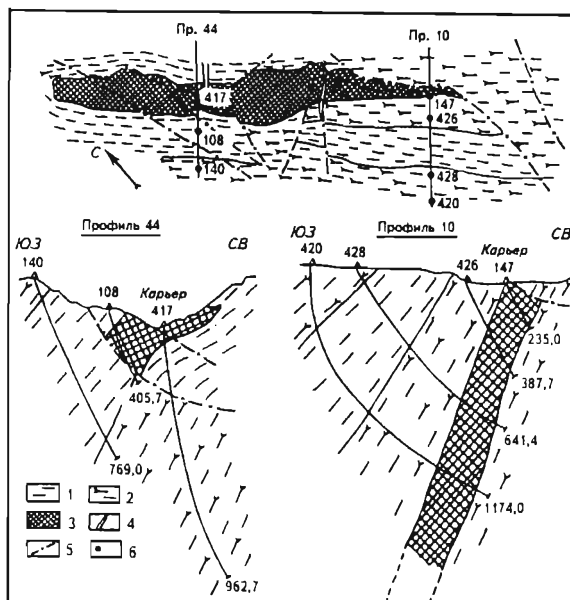 Пр. 44
Пр. 10
417
147
426
108
140
428
420
С
Профиль 44
Профиль 10
ЮЗ
СВ
ЮЗ
СВ
140
108
Карьер
417
420
428
426
Карьер
147
405,7
769,0
962,7
235,0
387,7
641,4
1174,0
1
2
3
4
5
6